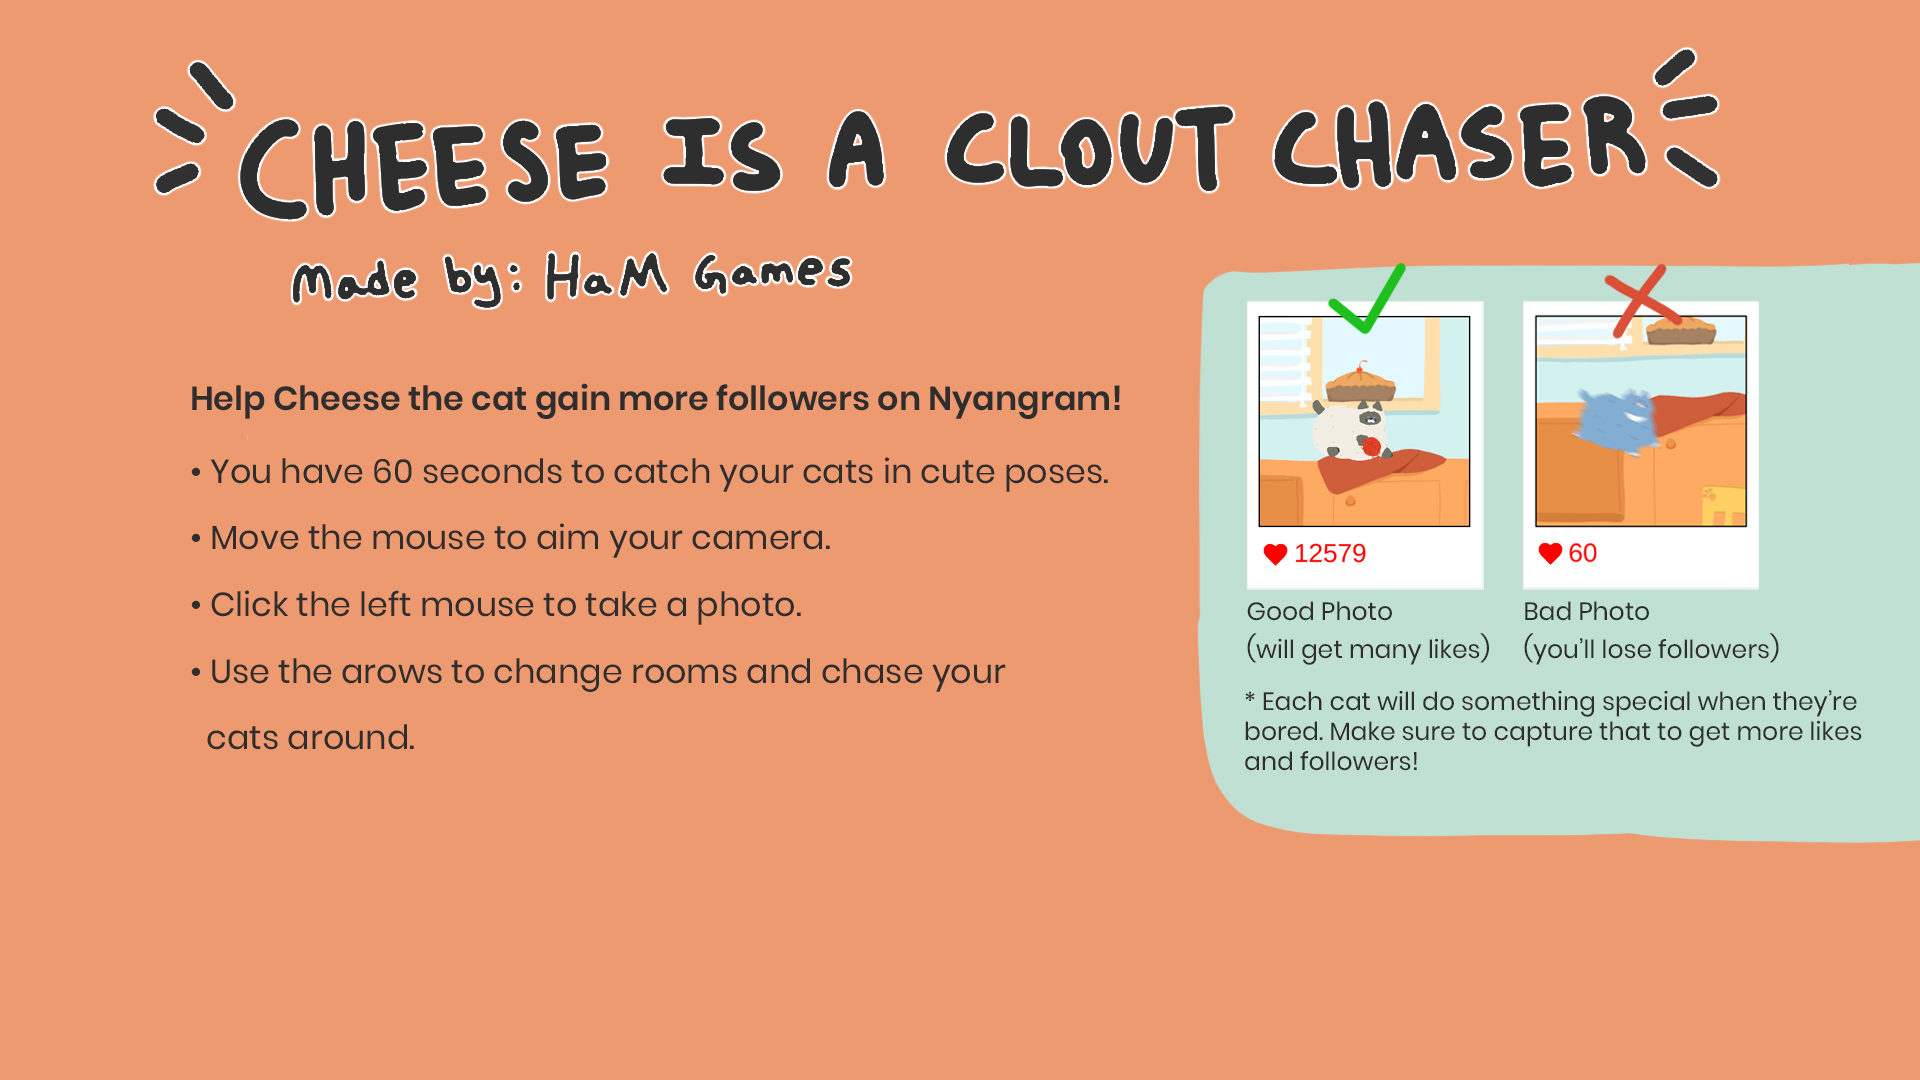 CHEESE IS A CLOUT CHASER
Made by: HaM Games
Help Cheese the cat gain more followers on Nyangram!
• You have 60 seconds to catch your cats in cute poses.
• Move the mouse to aim your camera.
• Click the left mouse to take a photo.
• Use the arows to change rooms and chase your
cats around.
12579
60
Good Photo
(will get many likes)
Bad Photo
(you'll lose followers)
* Each cat will do something special when they're
bored. Make sure to capture that to get more likes
and followers!